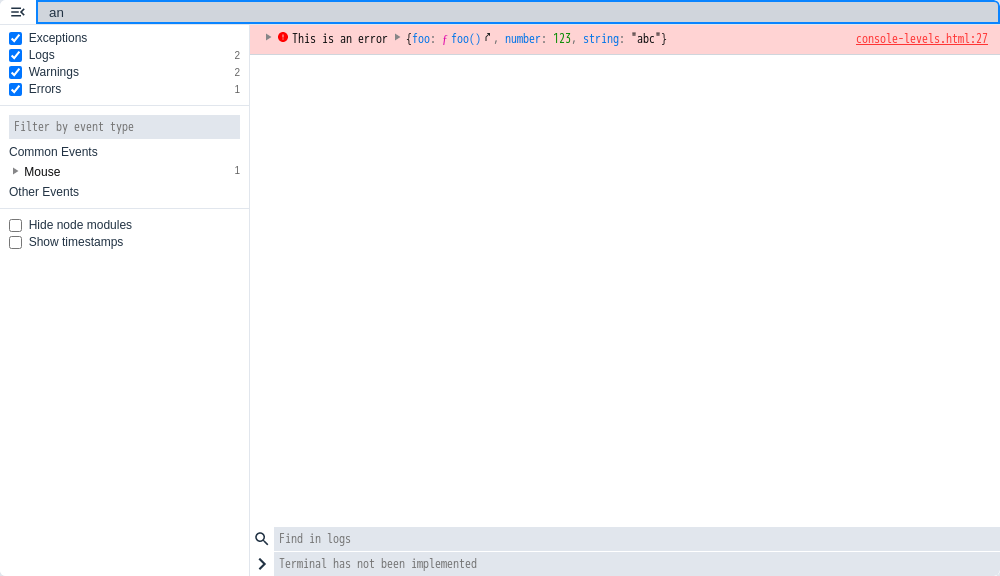 an
Exceptions
Logs 2
Warnings 2
Errors 1
Filter by event type
Common Events
Mouse 1
Other Events
Hide node modules
Show timestamps
This is an error {foo: ƒ foo() , number: 123, string: "abc"} console-levels.html:27
Find in logs
Terminal has not been implemented